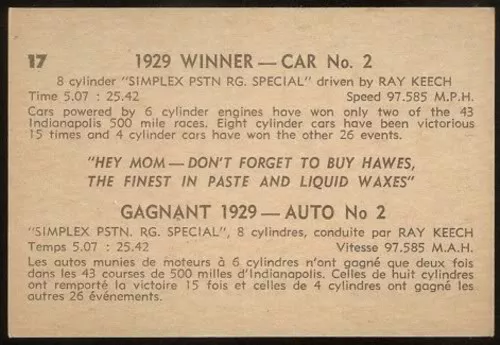 17
1929 WINNER — CAR No. 2
8 cylinder "SIMPLEX PSTN RG. SPECIAL" driven by RAY KEECH
Time 5.07 : 25.42 Speed 97.585 M.P.H.
Cars powered by 6 cylinder engines have won only two of the 43
Indianapolis 500 mile races. Eight cylinder cars have been victorious
15 times and 4 cylinder cars have won the other 26 events.
"HEY MOM — DON'T FORGET TO BUY HAWES,
THE FINEST IN PASTE AND LIQUID WAXES"
GAGNANT 1929 — AUTO No 2
"SIMPLEX PSTN. RG. SPECIAL", 8 cylindres, conduite par RAY KEECH
Temps 5.07 : 25.42 Vitesse 97.585 M.A.H.
Les autos munies de moteurs à 6 cylindres n'ont gagné que deux fois
dans les 43 courses de 500 milles d'Indianapolis. Celles de huit cylindres
ont remporté la victoire 15 fois et celles de 4 cylindres ont gagné les
autres 26 événements.